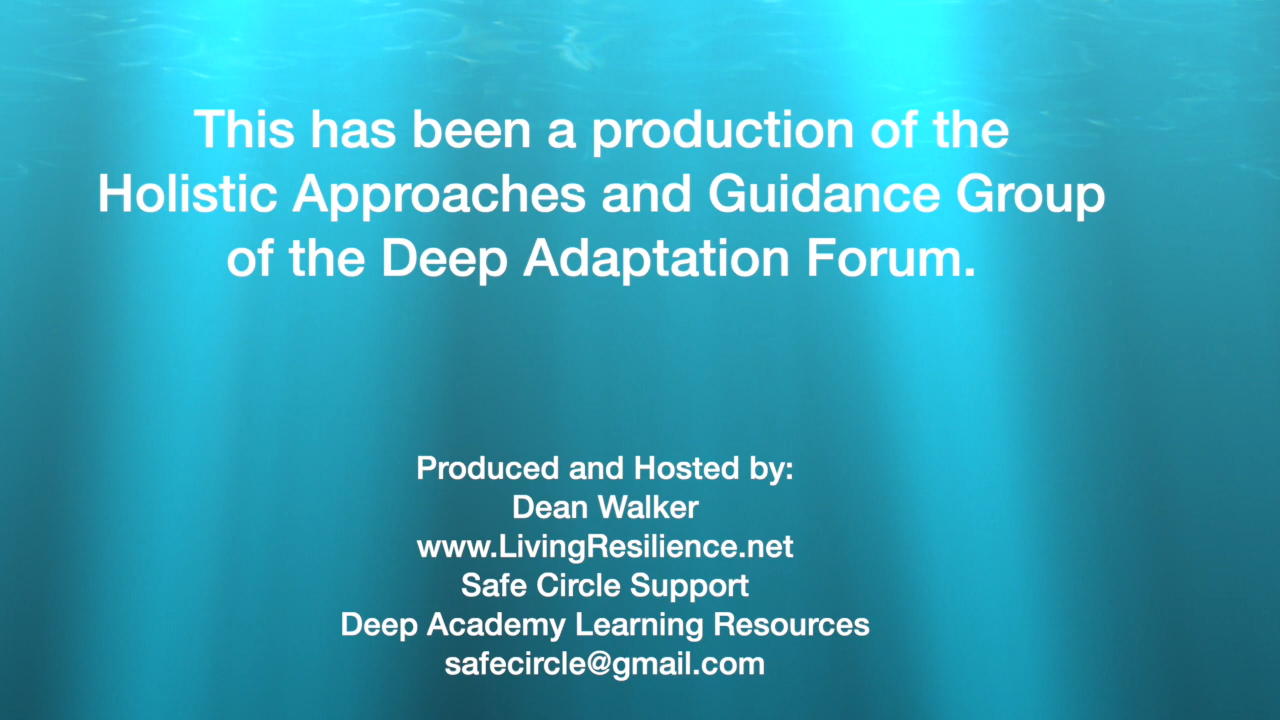 This has been a production of the
Holistic Approaches and Guidance Group
of the Deep Adaptation Forum.
Produced and Hosted by:
Dean Walker
www.LivingResilience.net
Safe Circle Support
Deep Academy Learning Resources
safecircle@gmail.com